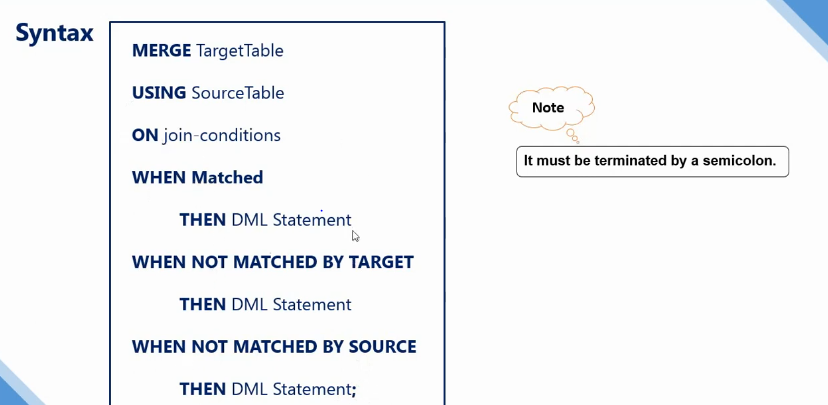 Syntax
MERGE TargetTable
USING SourceTable
ON join-conditions
WHEN Matched
THEN DML Statement
WHEN NOT MATCHED BY TARGET
THEN DML Statement
WHEN NOT MATCHED BY SOURCE
THEN DML Statement;
Note
It must be terminated by a semicolon.